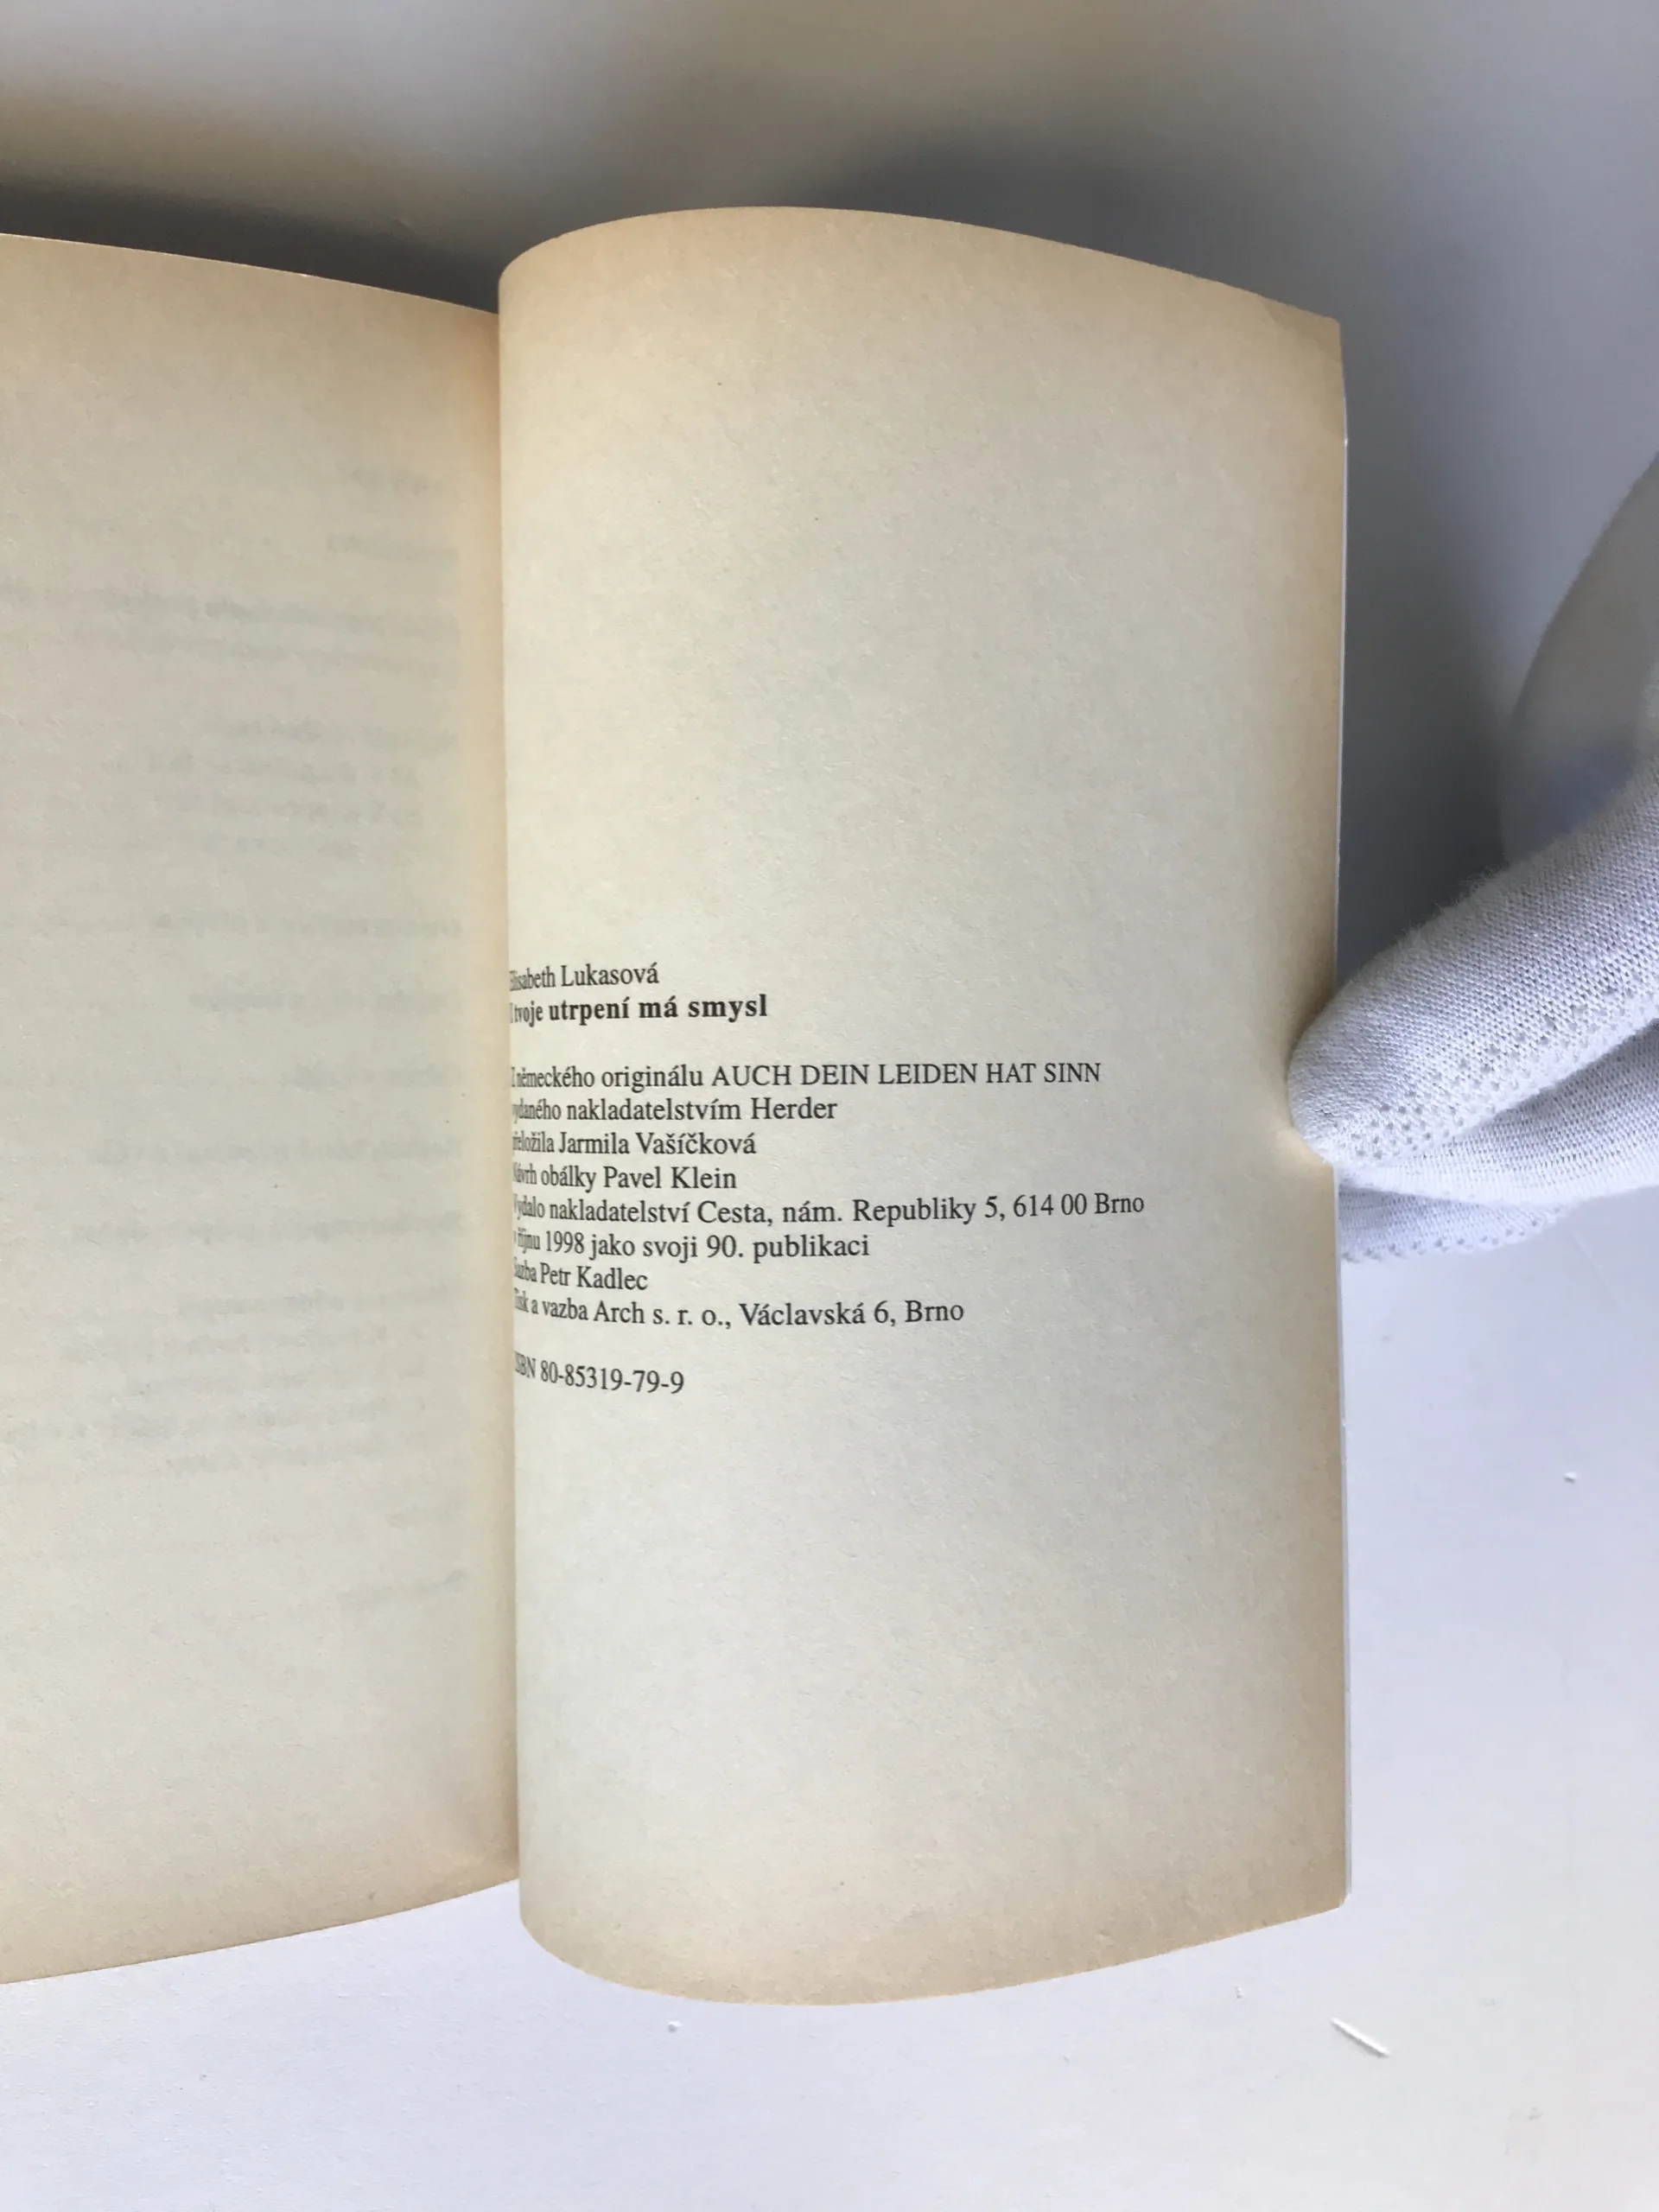 Elisabeth Lukasová
I tvoje utrpení má smysl
Z německého originálu AUCH DEIN LEIDEN HAT SINN
vydaného nakladatelstvím Herder
přeložila Jarmila Vašíčková
Návrh obálky Pavel Klein
Vydalo nakladatelství Cesta, nám. Republiky 5, 614 00 Brno
v říjnu 1998 jako svoji 90. publikaci
Sazba Petr Kadlec
Tisk a vazba Arch s. r. o., Václavská 6, Brno
ISBN 80-85319-79-9